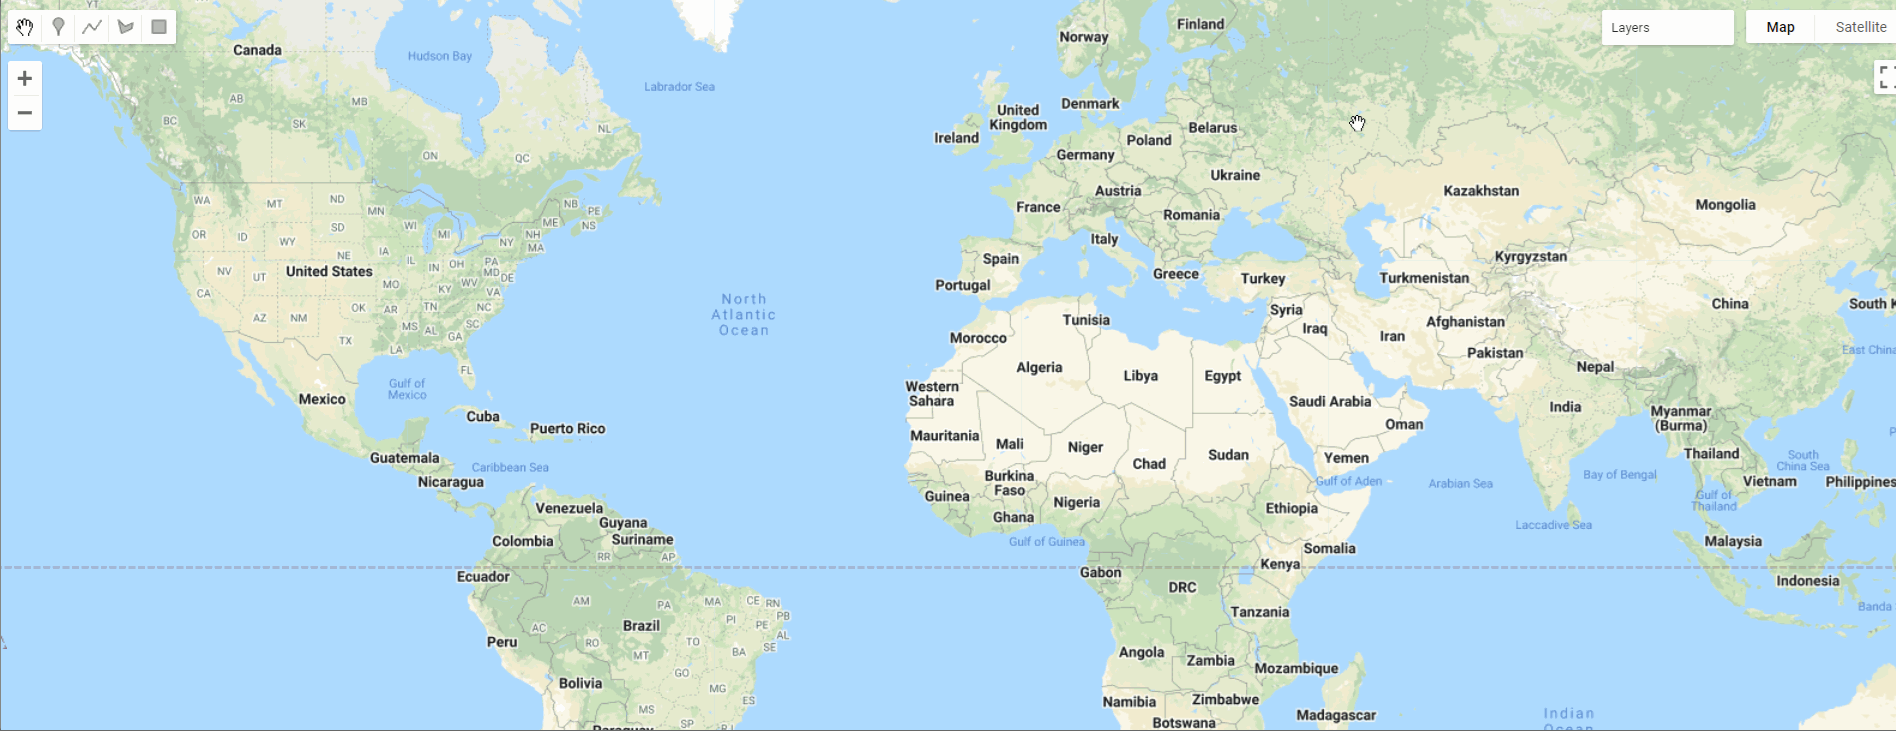 YT
Canada
Hudson Bay
Labrador Sea
Norway
Finland
Layers
Map
Satellite
+
−
AB
MB
BC
SK
NL
ON
QC
Denmark
United
Kingdom
Ireland
Belarus
Poland
Germany
Ukraine
Austria
Kazakhstan
Mongolia
France
Romania
WA
MT
ND
MN
NB
PE
NS
ME
OR
ID
WY
SD
WI
MI
NY
NH
MA
Italy
Spain
Portugal
Greece
Turkey
Turkmenistan
Kyrgyzstan
NV
UT
United States
NE
IA
IL
IN
OH
PA
MD
DE
WV
VA
KY
MO
CA
AZ
NM
OK
AR
TN
NC
SC
MS
AL
GA
TX
LA
FL
North
Atlantic
Ocean
Tunisia
Morocco
Syria
Iraq
Iran
Afghanistan
Pakistan
China
South K
East China
Nepal
Algeria
Libya
Egypt
Western
Sahara
Saudi Arabia
Oman
India
Myanmar
(Burma)
Gulf of
Mexico
Mexico
Cuba
Puerto Rico
Guatemala
Caribbean Sea
Nicaragua
Mauritania
Mali
Niger
Chad
Sudan
Yemen
Gulf of Aden
Arabian Sea
Bay of Bengal
Thailand
South
China Sea
Vietnam
Philippines
P
Gulf of
Thailand
Laccadive Sea
Burkina
Faso
Guinea
Ghana
Nigeria
Ethiopia
Gulf of Guinea
Somalia
Kenya
Malaysia
Indonesia
Banda
Venezuela
Guyana
Suriname
Colombia
RR
AP
Ecuador
Gabon
DRC
Tanzania
AM
PA
MA
CE
RN
PB
PI
PE
AL
SE
AC
Brazil
RO
TO
BA
MT
Peru
GO
MG
Bolivia
ES
MS
SP
RJ
Paraguay
Angola
Zambia
Mozambique
Namibia
Zimbabwe
Botswana
Madagascar
Indian
Ocean